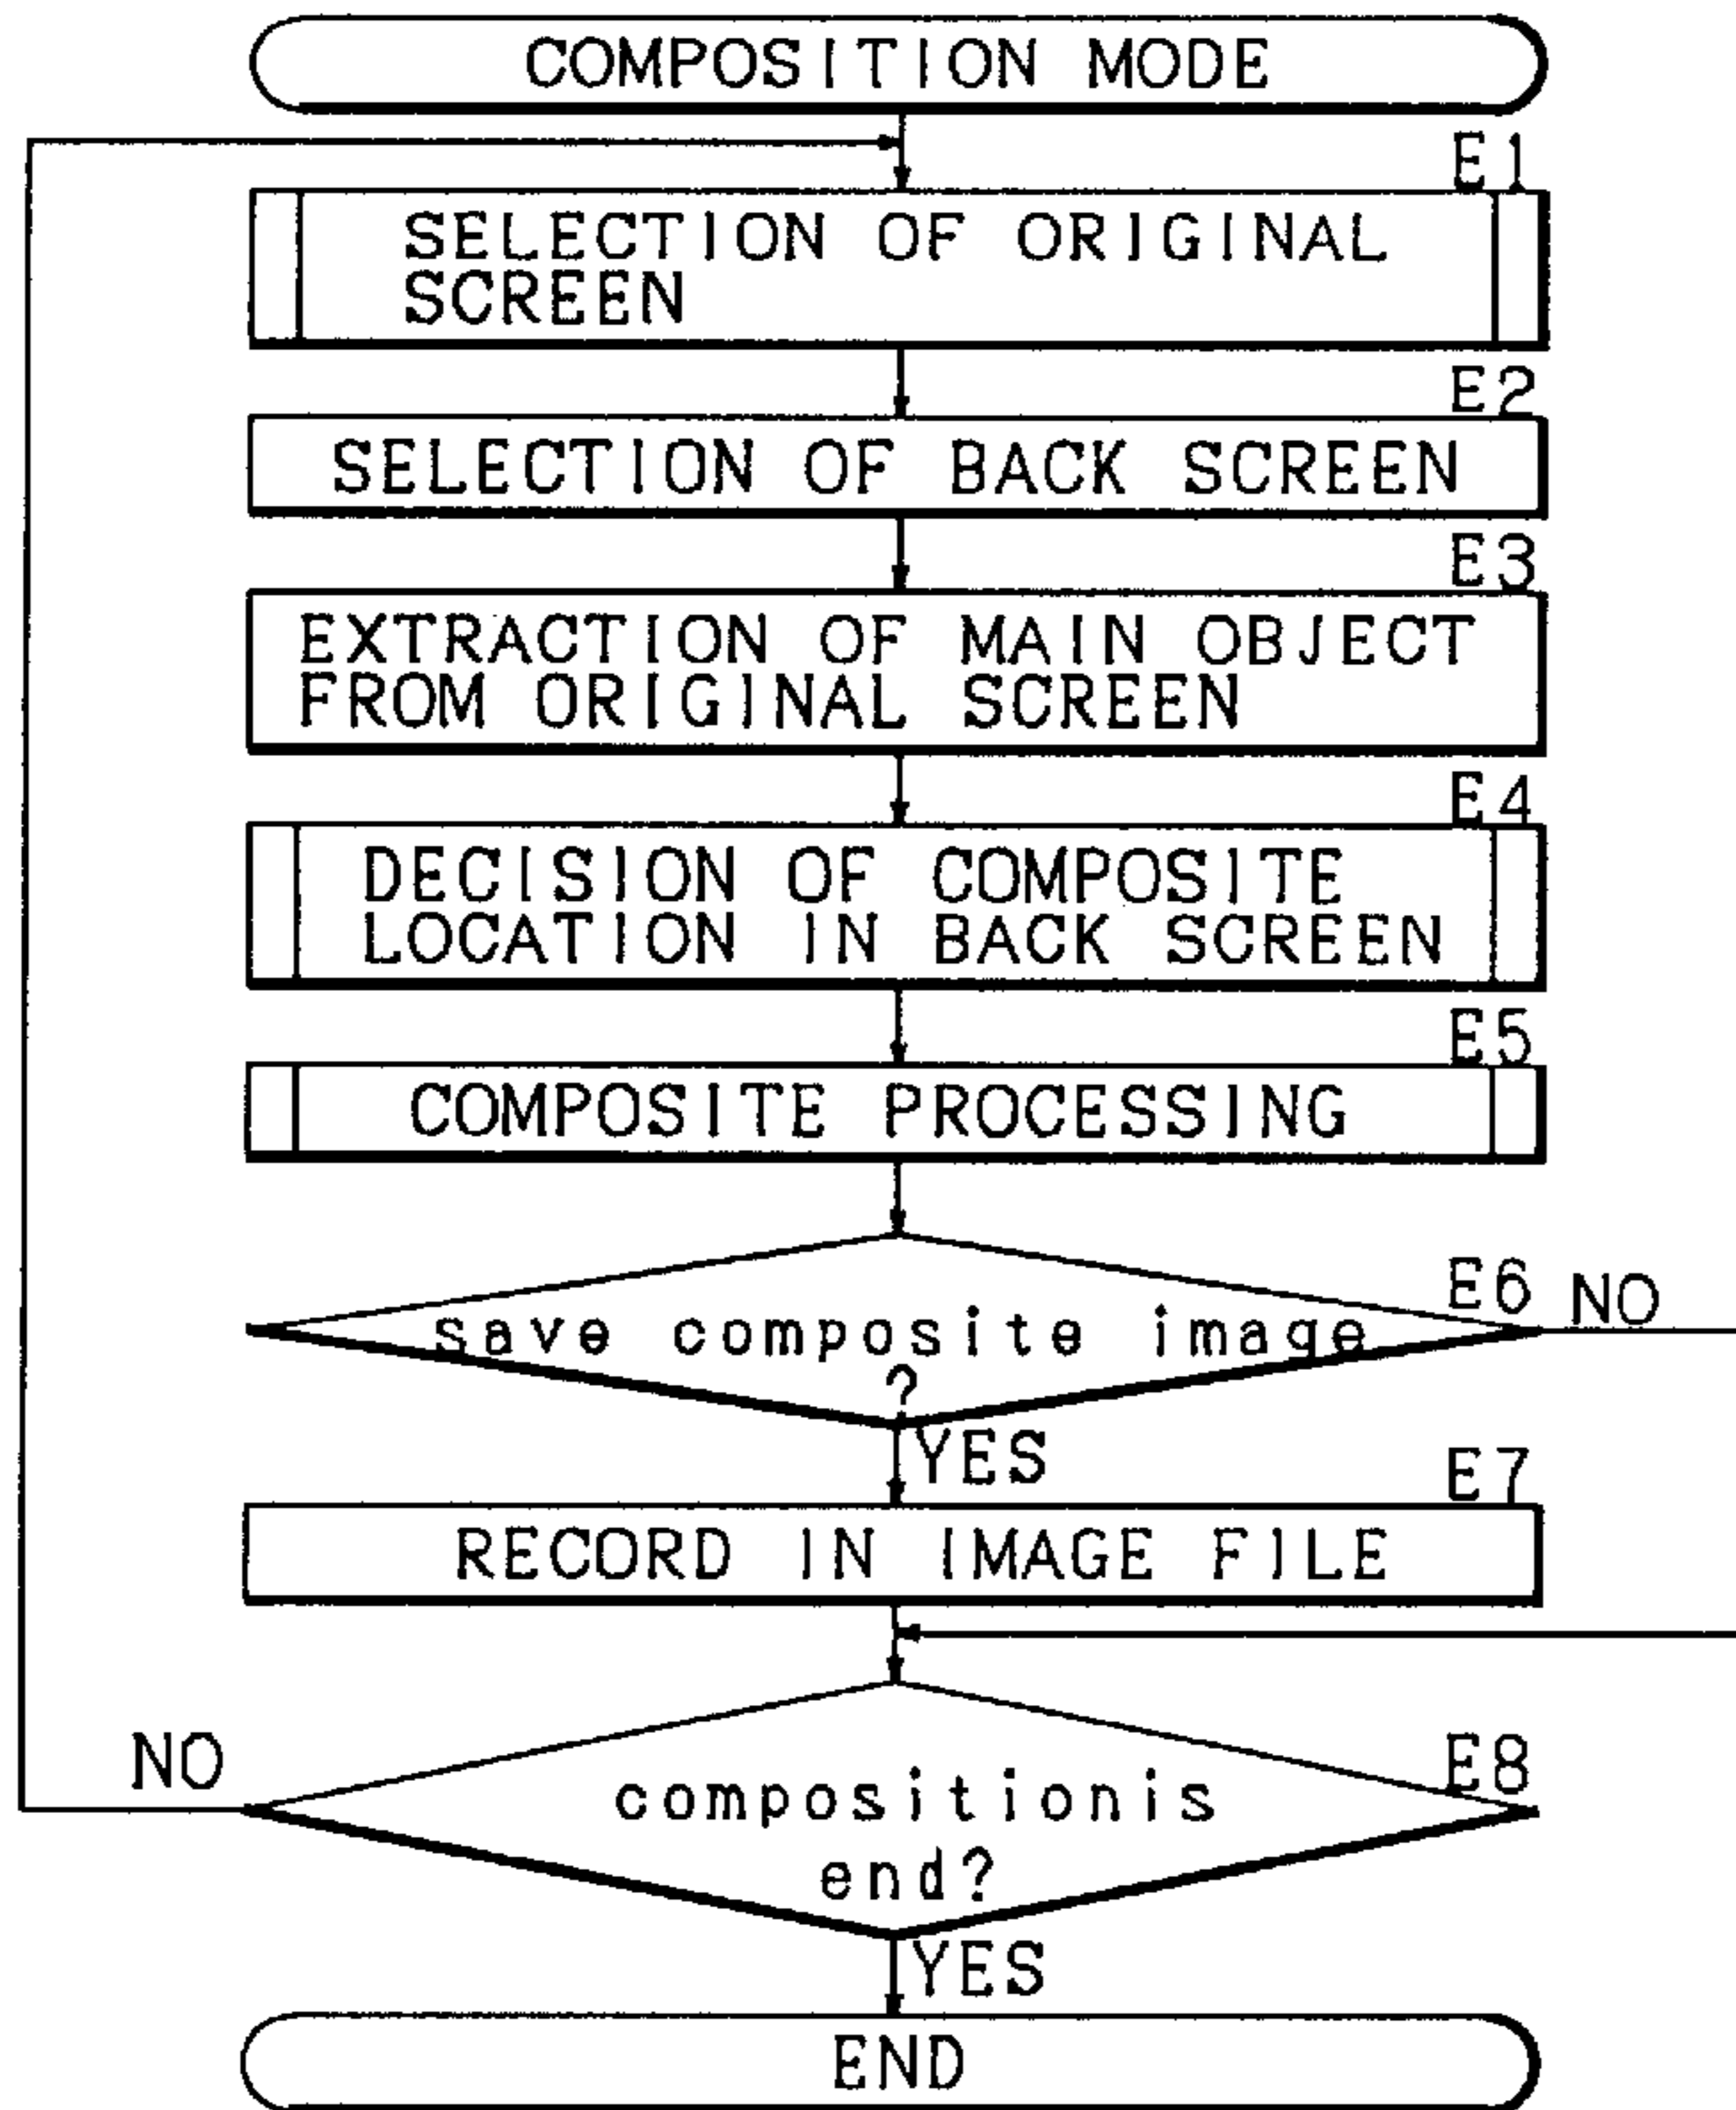 COMPOSITION MODE
E1
SELECTION OF ORIGINAL
SCREEN
E2
SELECTION OF BACK SCREEN
E3
EXTRACTION OF MAIN OBJECT
FROM ORIGINAL SCREEN
E4
DECISION OF COMPOSITE
LOCATION IN BACK SCREEN
E5
COMPOSITE PROCESSING
E6 NO
save composite image
?
YES
E7
RECORD IN IMAGE FILE
NO
E8
compositionis
end?
YES
END